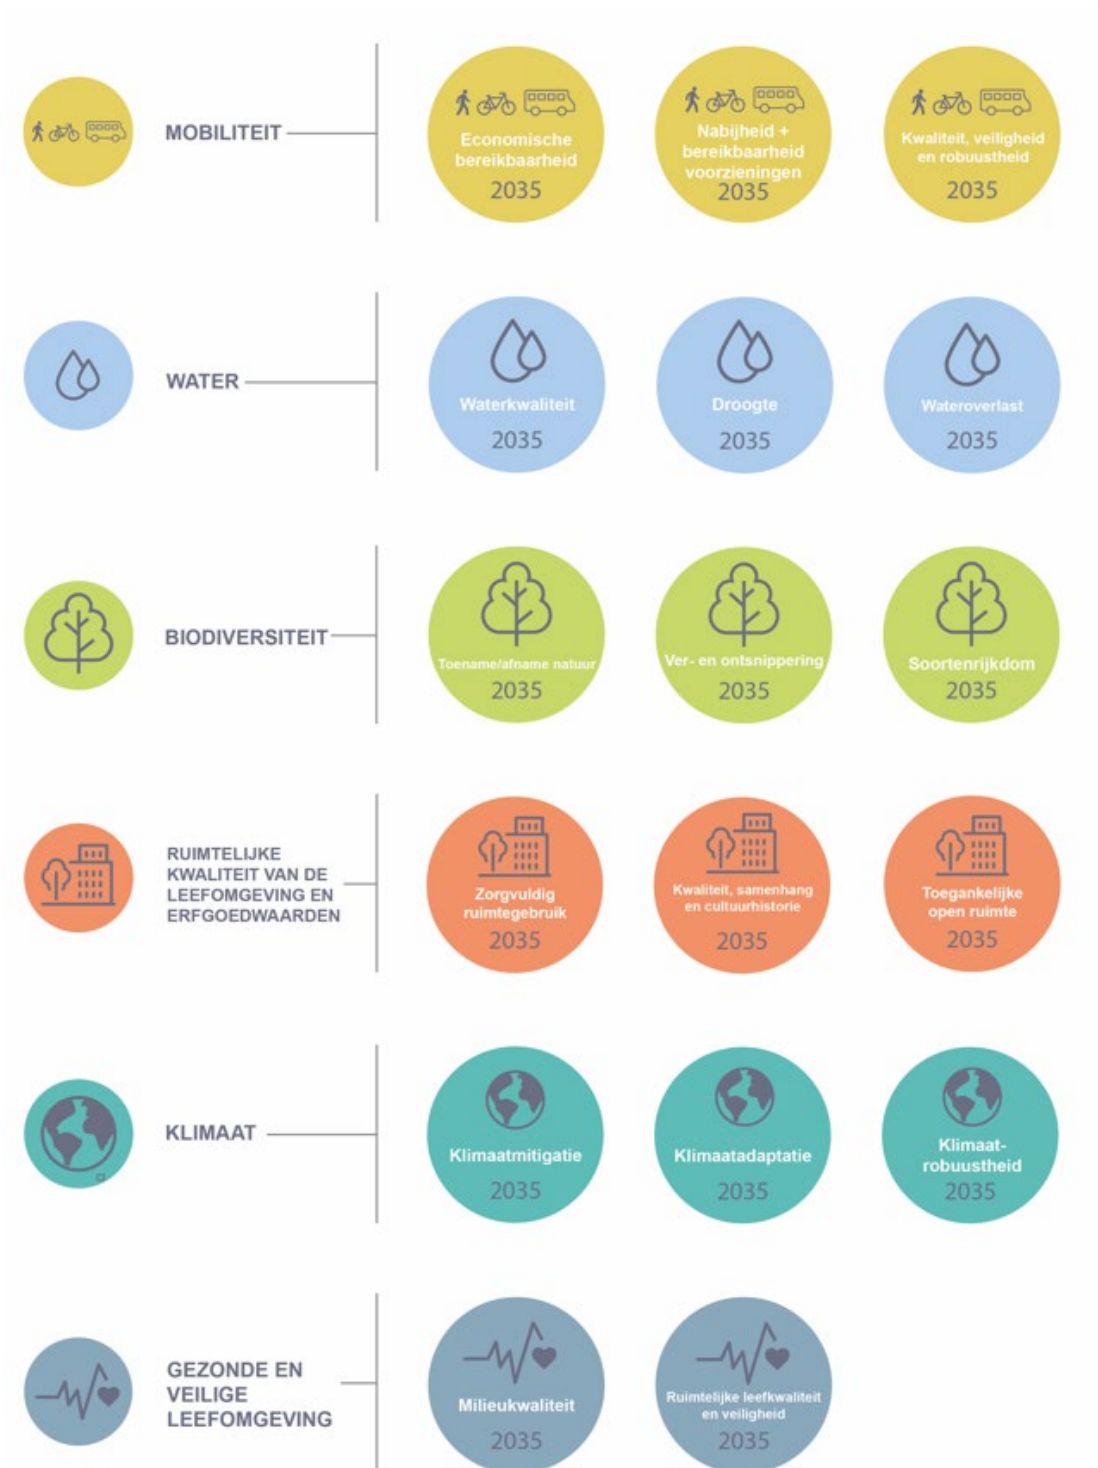 MOBILITEIT
Economische
bereikbaarheid
2035
Nabijheid +
bereikbaarheid
voorzieningen
2035
Kwaliteit, veiligheid
en robuustheid
2035
WATER
Waterkwaliteit
2035
Droogte
2035
Wateroverlast
2035
BIODIVERSITEIT
Toename/afname natuur
2035
Ver- en ontsnippering
2035
Soortenrijkdom
2035
RUIMTELIJKE
KWALITEIT VAN DE
LEEFOMGEVING EN
ERFGOEDWAARDEN
Zorgvuldig
ruimtegebruik
2035
Kwaliteit, samenhang
en cultuurhistorie
2035
Toegankelijke
open ruimte
2035
KLIMAAT
Klimaatmitigatie
2035
Klimaatadaptatie
2035
Klimaat-
robuustheid
2035
GEZONDE EN
VEILIGE
LEEFOMGEVING
Milieukwaliteit
2035
Ruimtelijke leefkwaliteit
en veiligheid
2035